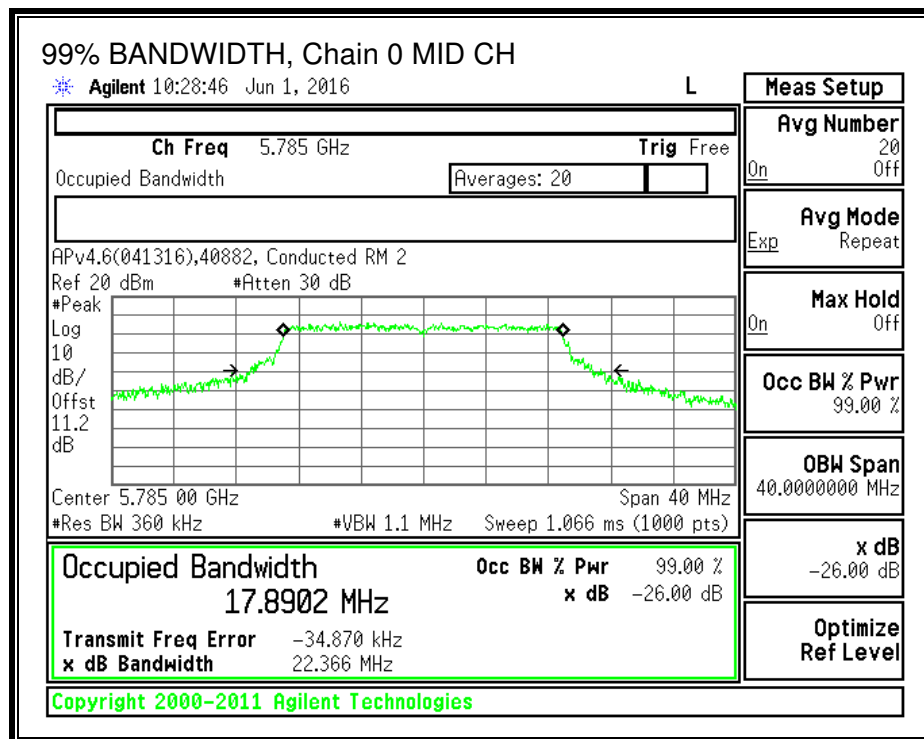 99% BANDWIDTH, Chain 0 MID CH
Agilent 10:28:46 Jun 1, 2016 L
Meas Setup
Ch Freq 5.785 GHz Trig Free
Occupied Bandwidth Averages: 20
APv4.6(041316),40882, Conducted RM 2
Ref 20 dBm #Atten 30 dB
#Peak
Log
10
dB/
Offst
11.2
dB
Center 5.785 00 GHz Span 40 MHz
#Res BW 360 kHz #VBW 1.1 MHz Sweep 1.066 ms (1000 pts)
Occupied Bandwidth Occ BW % Pwr 99.00 %
17.8902 MHz x dB -26.00 dB
Transmit Freq Error -34.870 kHz
x dB Bandwidth 22.366 MHz
Copyright 2000-2011 Agilent Technologies
Avg Number
20
On Off
Avg Mode
Exp Repeat
Max Hold
On Off
Occ BW % Pwr
99.00 %
OBW Span
40.0000000 MHz
x dB
-26.00 dB
Optimize
Ref Level